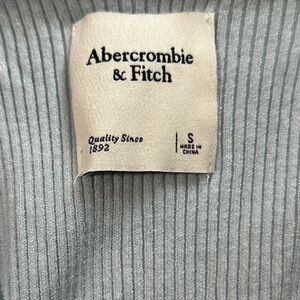 Abercrombie
& Fitch
Quality Since
1892
S
MADE IN
CHINA